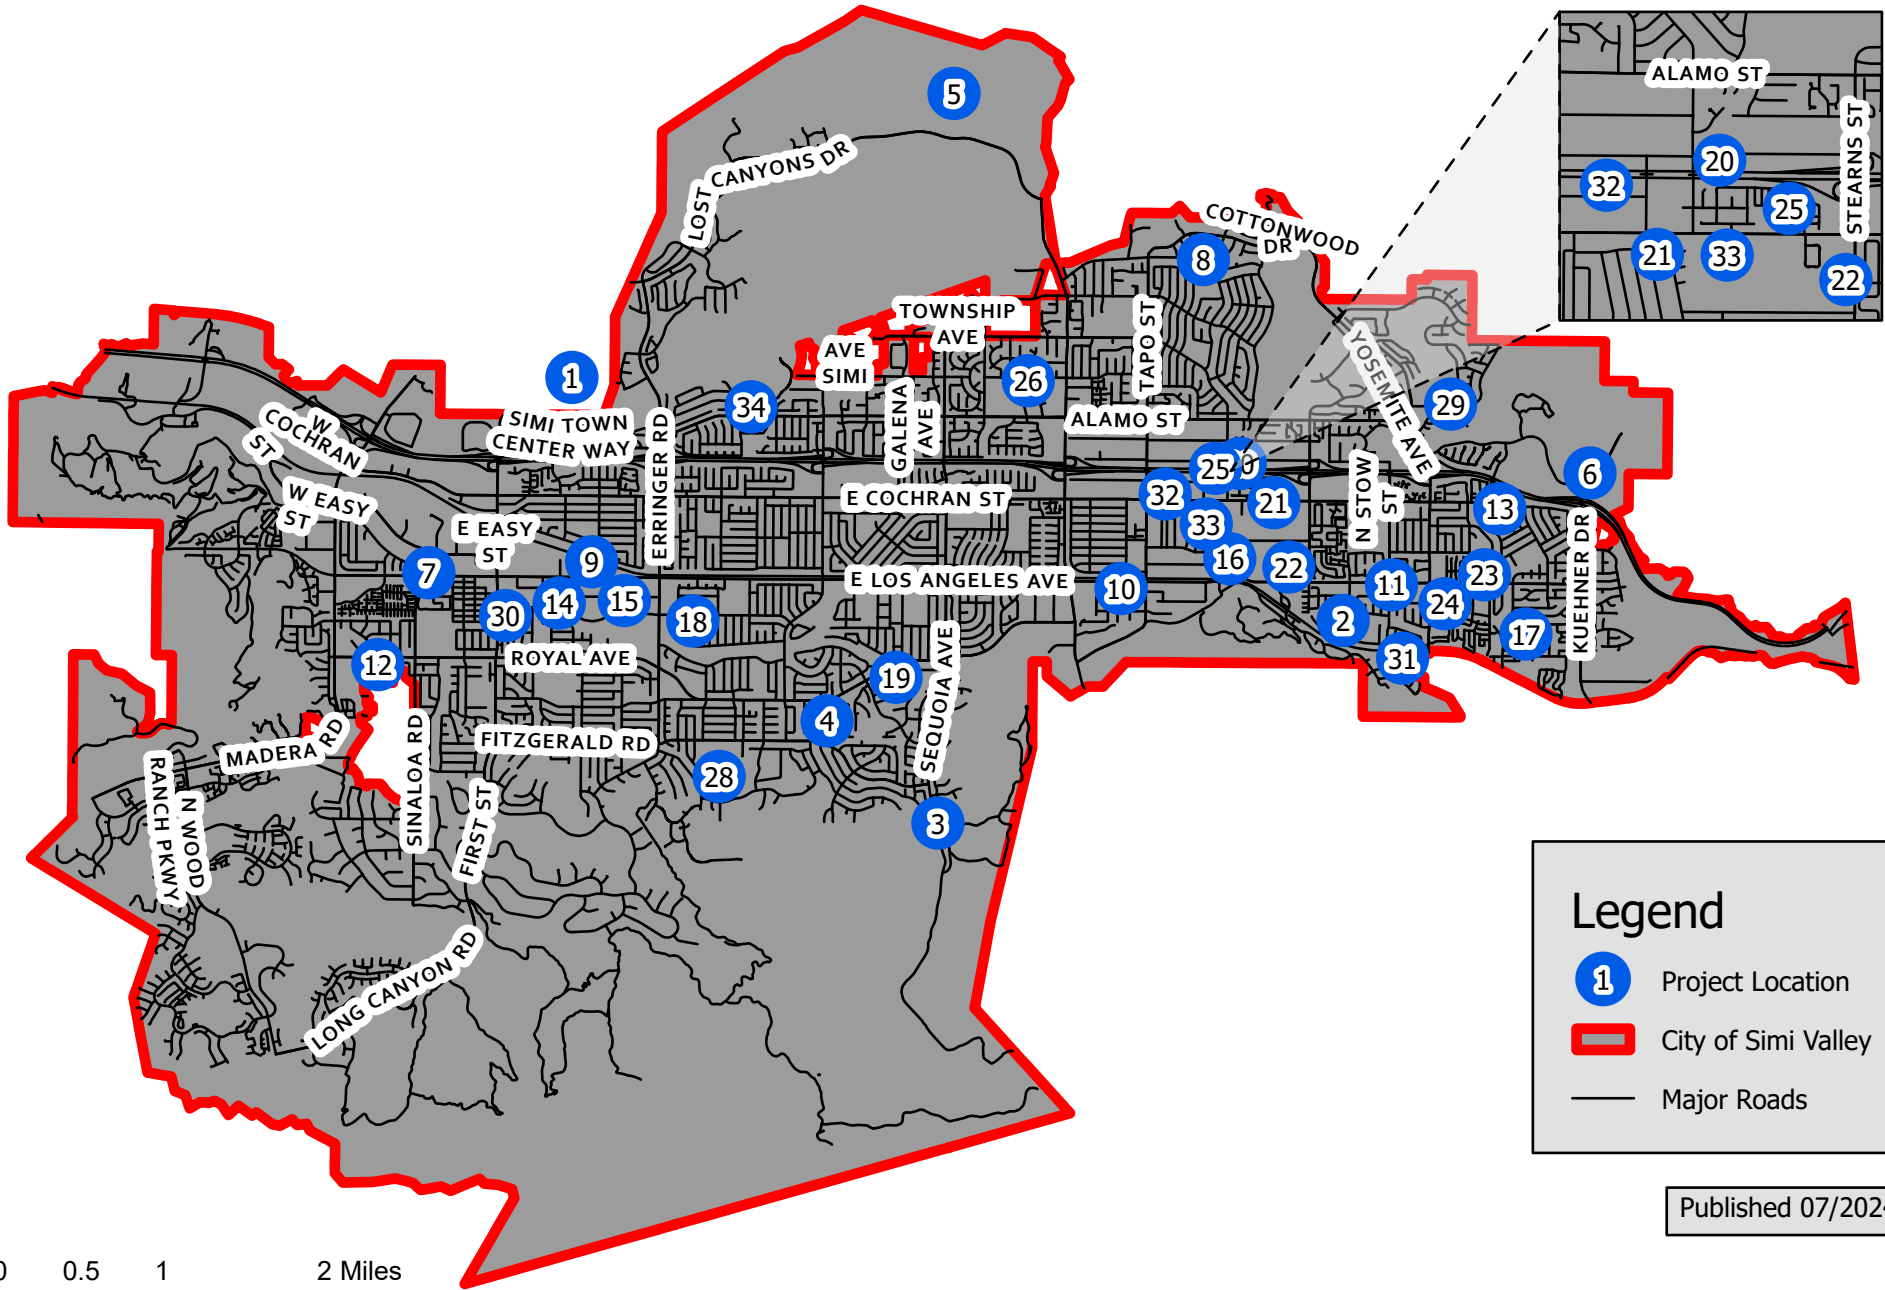 5
ALAMO ST
STEARNS ST
20
32
25
21
33
22
LOST CANYONS DR
COTTONWOOD
DR
8
TOWNSHIP
AVE
AVE
SIMI
TAPO ST
YOSEMITE AVE
1
26
34
29
SIMI TOWN
CENTER WAY
GALENA
AVE
ALAMO ST
W
COCHRAN
ST
ERRINGER RD
25
6
W EASY
ST
E COCHRAN ST
32
21
N STOW
ST
13
E EASY
ST
33
KUEHNER DR
9
7
E LOS ANGELES AVE
16
22
23
10
11
30
14
15
18
2
24
17
12
ROYAL AVE
31
19
SEQUOIA AVE
4
MADERA RD
SINALOA RD
FITZGERALD RD
28
3
N WOOD
RANCH PKWY
FIRST ST
LONG CANYON RD
Legend
1 Project Location
City of Simi Valley
Major Roads
Published 07/202
0 0.5 1 2 Miles